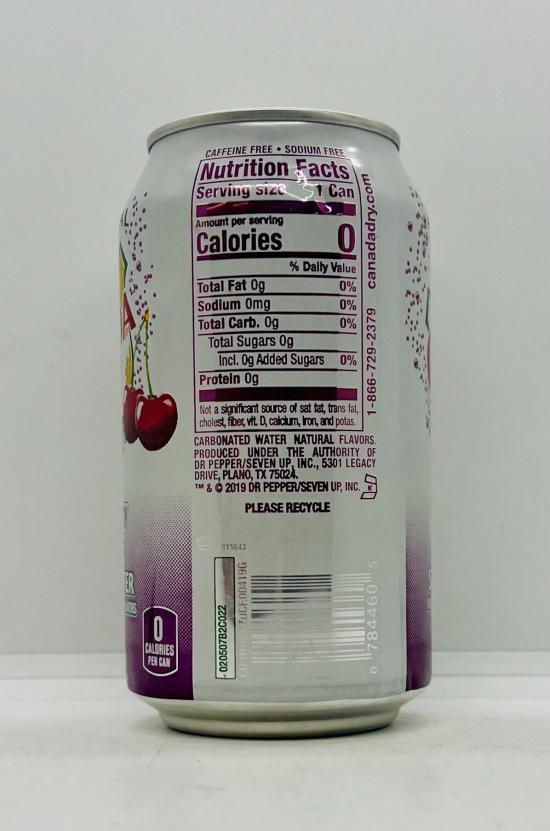 CAFFEINE FREE • SODIUM FREE
Nutrition Facts
Serving size 1 Can
Amount per serving
Calories 0
% Daily Value
Total Fat 0g 0%
Sodium 0mg 0%
Total Carb. 0g 0%
Total Sugars 0g
Incl. 0g Added Sugars 0%
Protein 0g
Not a significant source of sat fat, trans fat,
cholest, fiber, vit. D, calcium, iron, and potas.
1-866-729-2379 canadadry.com
CARBONATED WATER NATURAL FLAVORS.
PRODUCED UNDER THE AUTHORITY OF
DR PEPPER/SEVEN UP, INC., 5301 LEGACY
DRIVE, PLANO, TX 75024.
™ & © 2019 DR PEPPER/SEVEN UP, INC.
PLEASE RECYCLE
0
CALORIES
PER CAN